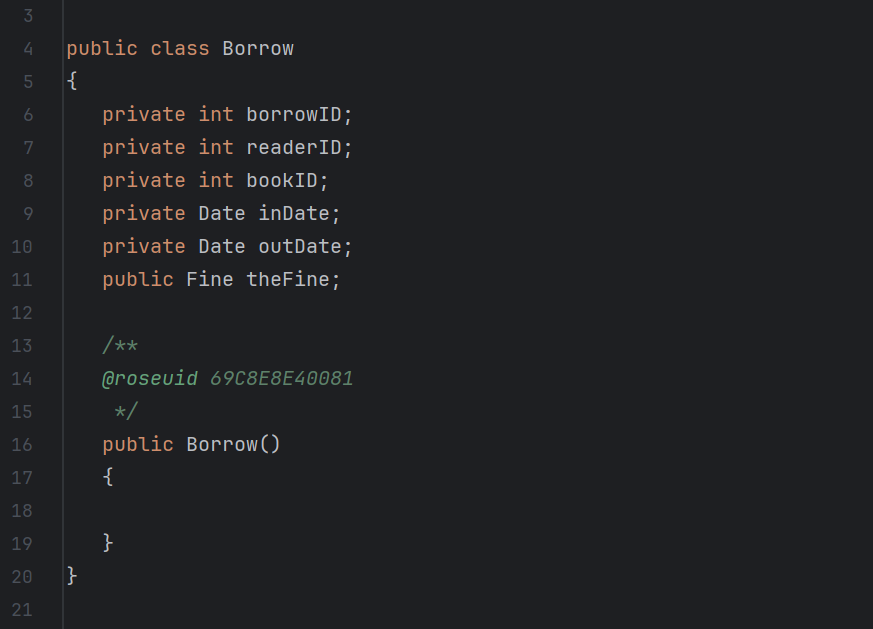 3
4 public class Borrow
5 {
6 private int borrowID;
7 private int readerID;
8 private int bookID;
9 private Date inDate;
10 private Date outDate;
11 public Fine theFine;
12
13 /**
14 @roseuid 69C8E8E40081
15 */
16 public Borrow()
17 {
18
19 }
20 }
21